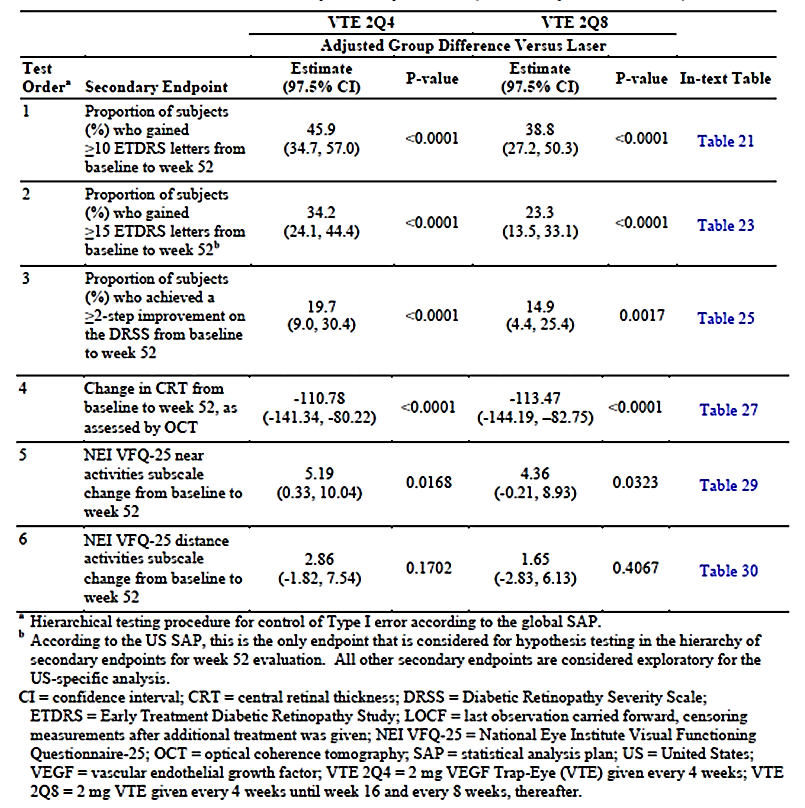 VTE 2Q4 VTE 2Q8
Adjusted Group Difference Versus Laser
Test Estimate Estimate
Orderᵃ Secondary Endpoint (97.5% CI) P-value (97.5% CI) P-value In-text Table
1 Proportion of subjects
(%) who gained 45.9 38.8
≥10 ETDRS letters from (34.7, 57.0) <0.0001 (27.2, 50.3) <0.0001 Table 21
baseline to week 52
2 Proportion of subjects
(%) who gained 34.2 23.3
≥15 ETDRS letters from (24.1, 44.4) <0.0001 (13.5, 33.1) <0.0001 Table 23
baseline to week 52ᵇ
3 Proportion of subjects
(%) who achieved a 19.7 14.9
≥2-step improvement on (9.0, 30.4) <0.0001 (4.4, 25.4) 0.0017 Table 25
the DRSS from baseline
to week 52
4 Change in CRT from -110.78 -113.47
baseline to week 52, as (-141.34, -80.22) <0.0001 (-144.19, –82.75) <0.0001 Table 27
assessed by OCT
5 NEI VFQ-25 near
activities subscale 5.19 4.36
change from baseline to (0.33, 10.04) 0.0168 (-0.21, 8.93) 0.0323 Table 29
week 52
6 NEI VFQ-25 distance
activities subscale 2.86 1.65
change from baseline to (-1.82, 7.54) 0.1702 (-2.83, 6.13) 0.4067 Table 30
week 52
ᵃ Hierarchical testing procedure for control of Type I error according to the global SAP.
ᵇ According to the US SAP, this is the only endpoint that is considered for hypothesis testing in the hierarchy of
secondary endpoints for week 52 evaluation. All other secondary endpoints are considered exploratory for the
US-specific analysis.
CI = confidence interval; CRT = central retinal thickness; DRSS = Diabetic Retinopathy Severity Scale;
ETDRS = Early Treatment Diabetic Retinopathy Study; LOCF = last observation carried forward, censoring
measurements after additional treatment was given; NEI VFQ-25 = National Eye Institute Visual Functioning
Questionnaire-25; OCT = optical coherence tomography; SAP = statistical analysis plan; US = United States;
VEGF = vascular endothelial growth factor; VTE 2Q4 = 2 mg VEGF Trap-Eye (VTE) given every 4 weeks; VTE
2Q8 = 2 mg VTE given every 4 weeks until week 16 and every 8 weeks, thereafter.